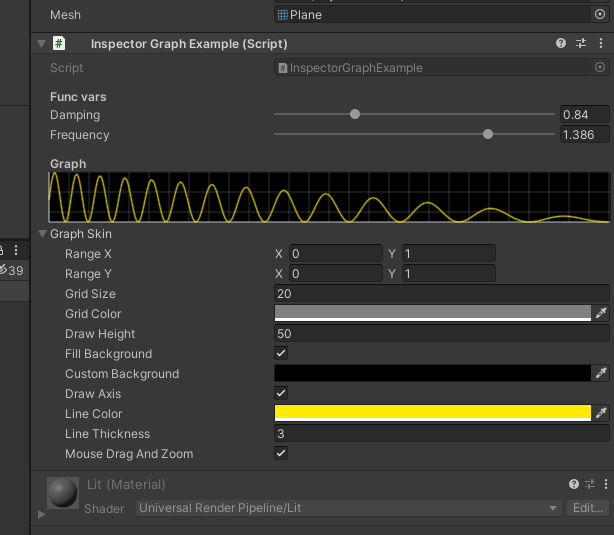 Mesh Plane
Inspector Graph Example (Script)
Script InspectorGraphExample
Func vars
Damping 0.84
Frequency 1.386
Graph
39
Graph Skin
Range X X 0 Y 1
Range Y X 0 Y 1
Grid Size 20
Grid Color
Draw Height 50
Fill Background
Custom Background
Draw Axis
Line Color
Line Thickness 3
Mouse Drag And Zoom
Lit (Material)
Shader Universal Render Pipeline/Lit Edit...